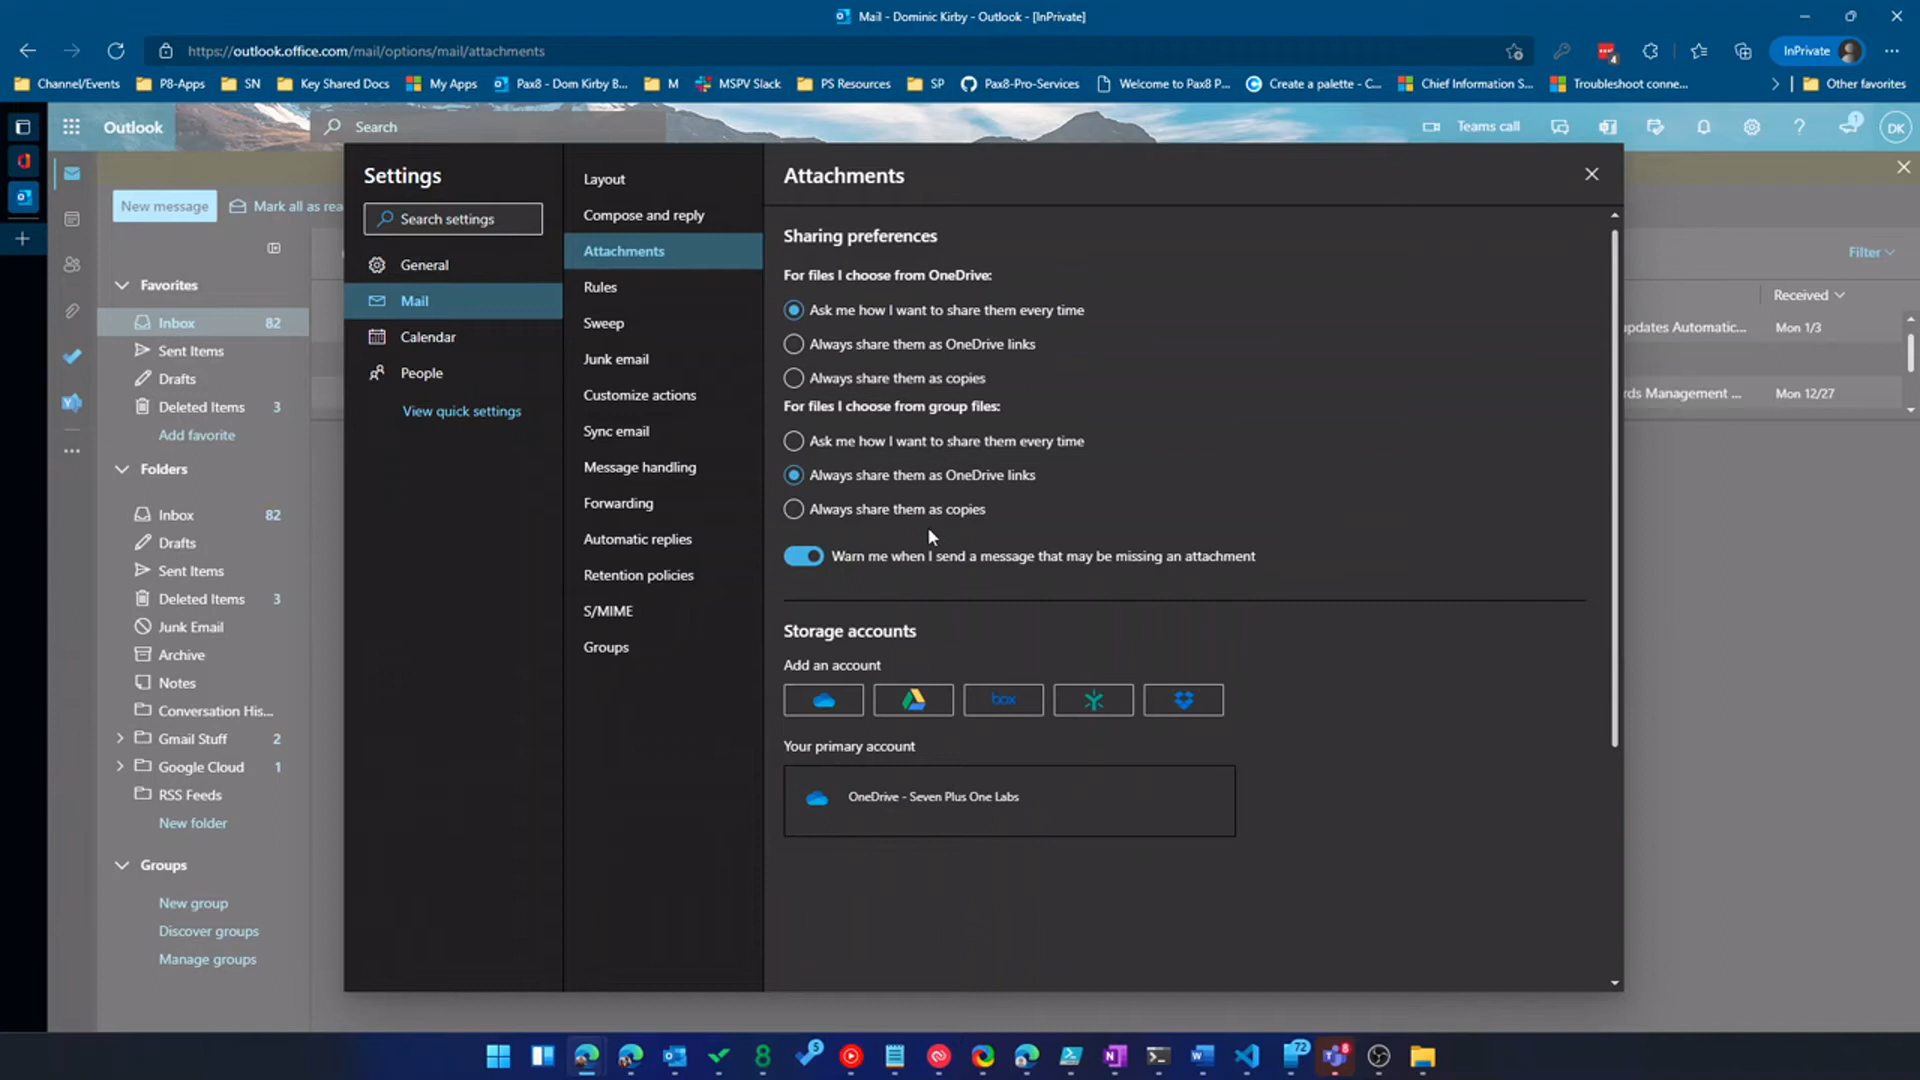 Mail - Dominic Kirby - Outlook - [InPrivate]
https://outlook.office.com/mail/options/mail/attachments
InPrivate
Channel/Events
P8-Apps
SN
Key Shared Docs
My Apps
Pax8 - Dom Kirby B...
M
MSPV Slack
PS Resources
SP
Pax8-Pro-Services
Welcome to Pax8 P...
Create a palette - C...
Chief Information S...
Troubleshoot conne...
Other favorites
Outlook
Search
Teams call
1
DK
New message
Mark all as rea
Filter
Received
Favorites
Inbox 82
Sent Items
Drafts
Deleted Items 3
Add favorite
Folders
Inbox 82
Drafts
Sent Items
Deleted Items 3
Junk Email
Archive
Notes
Conversation His...
Gmail Stuff 2
Google Cloud 1
RSS Feeds
New folder
Groups
New group
Discover groups
Manage groups
Settings
Search settings
General
Mail
Calendar
People
View quick settings
Layout
Compose and reply
Attachments
Rules
Sweep
Junk email
Customize actions
Sync email
Message handling
Forwarding
Automatic replies
Retention policies
S/MIME
Groups
Attachments
Sharing preferences
For files I choose from OneDrive:
Ask me how I want to share them every time
Always share them as OneDrive links
Always share them as copies
For files I choose from group files:
Ask me how I want to share them every time
Always share them as OneDrive links
Always share them as copies
Warn me when I send a message that may be missing an attachment
Storage accounts
Add an account
box
Your primary account
OneDrive - Seven Plus One Labs
updates Automatic... Mon 1/3
rds Management ... Mon 12/27
5
72
8